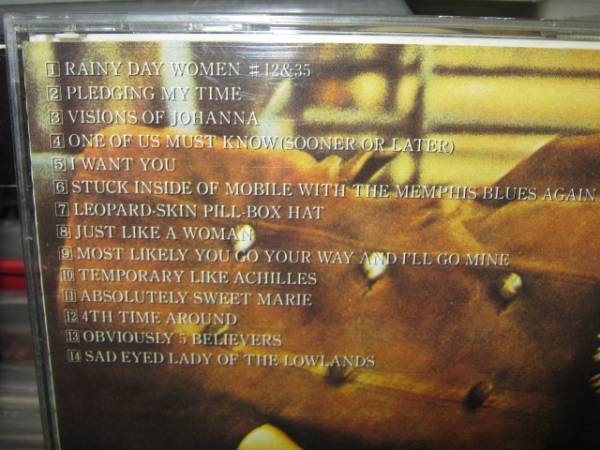 1 RAINY DAY WOMEN #12&35
2 PLEDGING MY TIME
3 VISIONS OF JOHANNA
4 ONE OF US MUST KNOW (SOONER OR LATER)
5 I WANT YOU
6 STUCK INSIDE OF MOBILE WITH THE MEMPHIS BLUES AGAIN
7 LEOPARD-SKIN PILL-BOX HAT
8 JUST LIKE A WOMAN
9 MOST LIKELY YOU GO YOUR WAY AND I'LL GO MINE
10 TEMPORARY LIKE ACHILLES
11 ABSOLUTELY SWEET MARIE
12 4TH TIME AROUND
13 OBVIOUSLY 5 BELIEVERS
14 SAD EYED LADY OF THE LOWLANDS